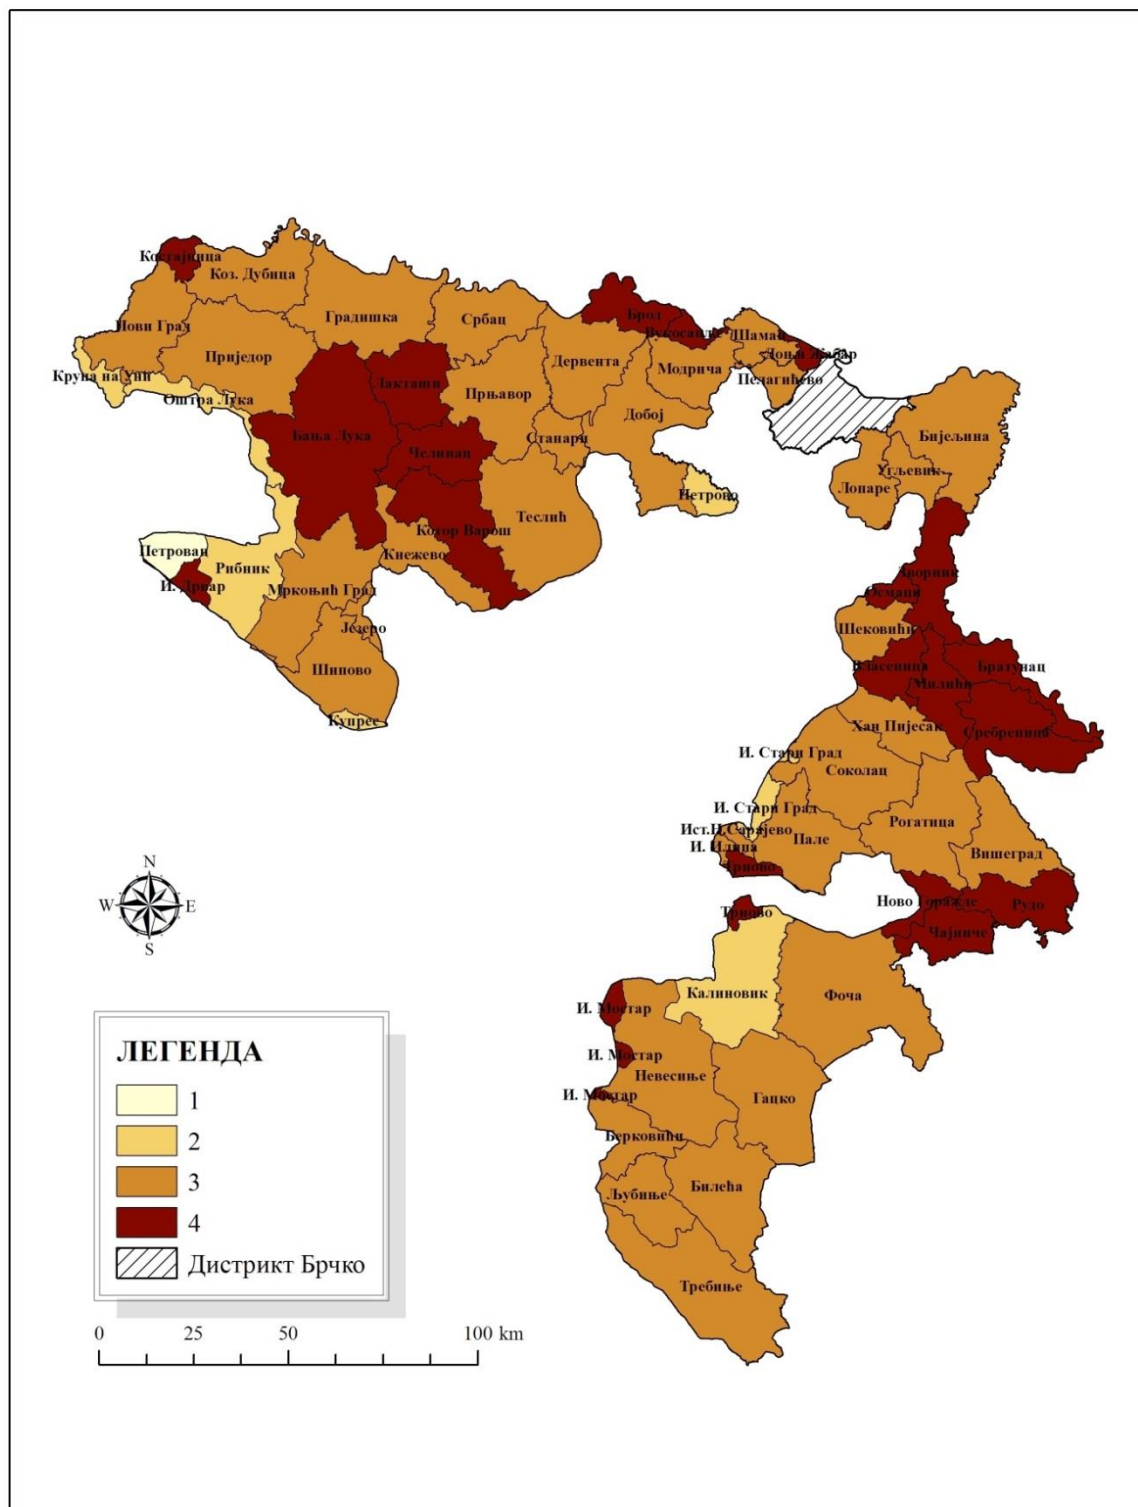 Костајница
Коз. Дубица
Нови Град
Градишка
Србац
Брод
Вукосавље
Шамац
Доњи Жабар
Приједор
Дервента
Модрича
Пелагићево
Круна на Уни
Оштра Лука
Лакташи
Прњавор
Добој
Бања Лука
Станари
Челинац
Бијељина
Угљевик
Лопаре
Петрово
Теслић
Котор Варош
Кнежево
Петровац
Рибник
И. Дрвар
Мркоњић Град
Језеро
Шипово
Купрес
Зворник
Осмаци
Шековићи
Власеница
Братунац
Милићи
Сребреница
Хан Пијесак
И. Стари Град
Соколац
И. Стари Град
Рогатица
Ист.Н.Сарајево
Пале
И. Илиџа
Вишеград
Трново
Ново Горажде
Рудо
Трново
Чајниче
Калиновик
Фоча
И. Мостар
И. Мостар
Невесиње
И. Мостар
Гацко
Берковићи
Билећа
Љубиње
Требиње
N
W E
S
ЛЕГЕНДА
1
2
3
4
Дистрикт Брчко
0 25 50 100 km